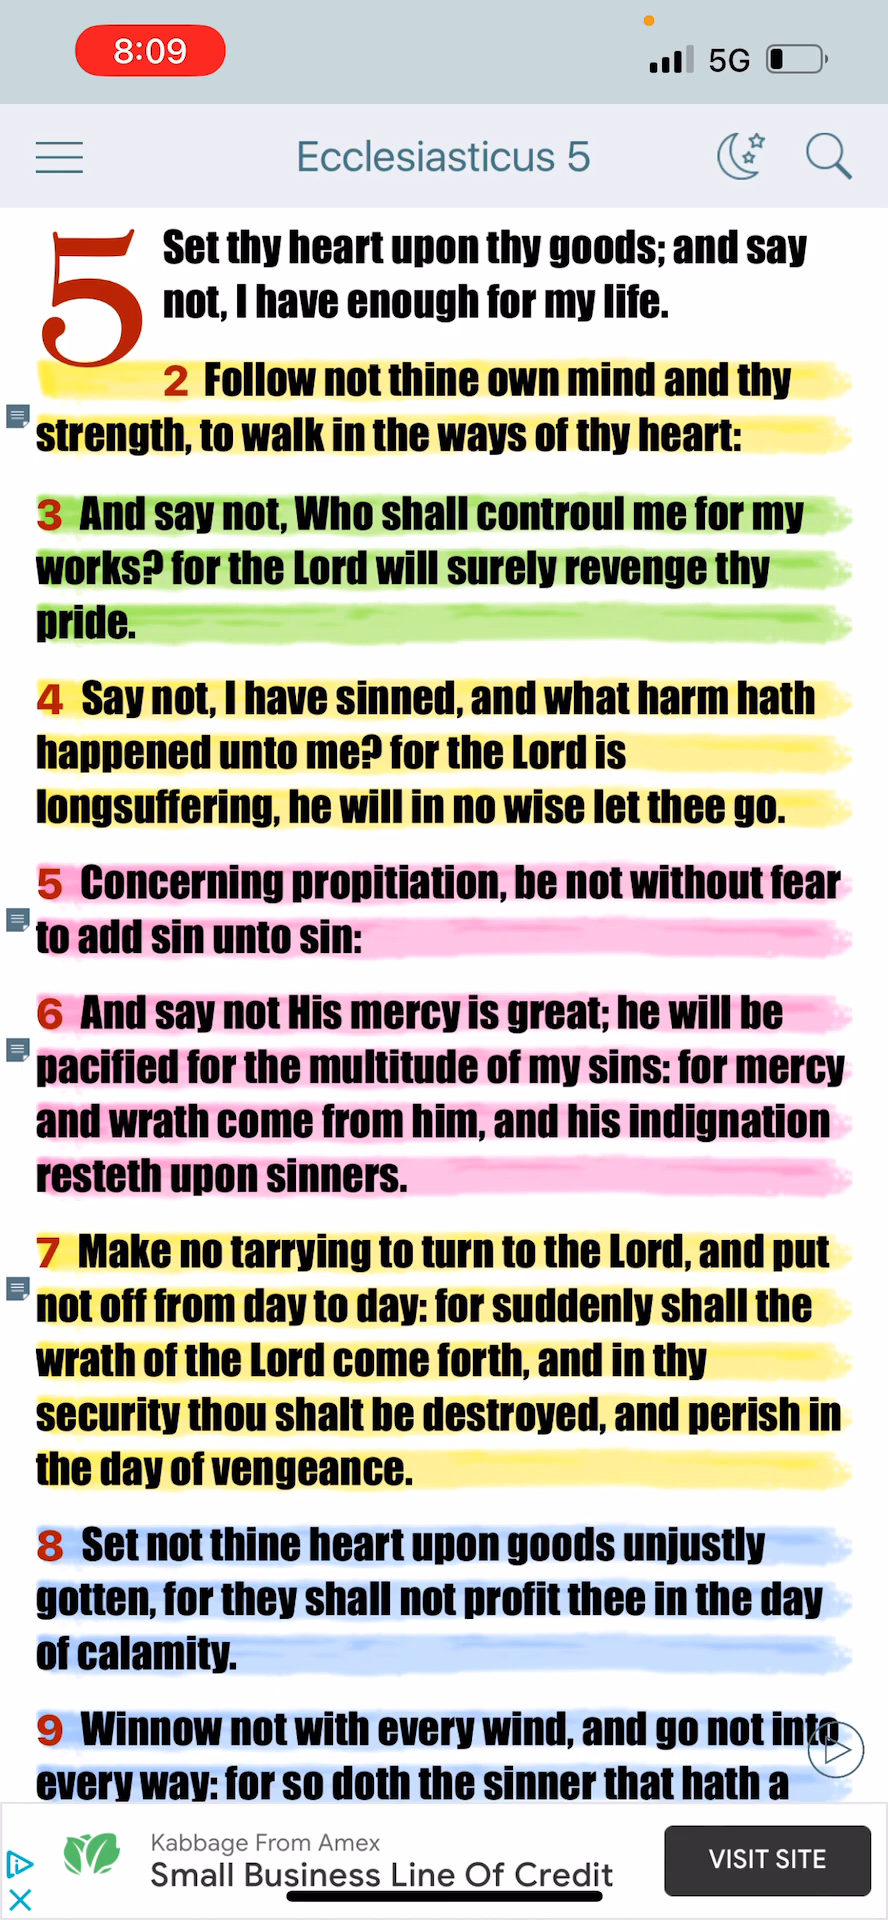 8:09
5G
Ecclesiasticus 5
5 Set thy heart upon thy goods; and say
not, I have enough for my life.
2 Follow not thine own mind and thy
strength, to walk in the ways of thy heart:
3 And say not, Who shall controul me for my
works? for the Lord will surely revenge thy
pride.
4 Say not, I have sinned, and what harm hath
happened unto me? for the Lord is
longsuffering, he will in no wise let thee go.
5 Concerning propitiation, be not without fear
to add sin unto sin:
6 And say not His mercy is great; he will be
pacified for the multitude of my sins: for mercy
and wrath come from him, and his indignation
resteth upon sinners.
7 Make no tarrying to turn to the Lord, and put
not off from day to day: for suddenly shall the
wrath of the Lord come forth, and in thy
security thou shalt be destroyed, and perish in
the day of vengeance.
8 Set not thine heart upon goods unjustly
gotten, for they shall not profit thee in the day
of calamity.
9 Winnow not with every wind, and go not into
every way: for so doth the sinner that hath a
Kabbage From Amex
Small Business Line Of Credit
VISIT SITE